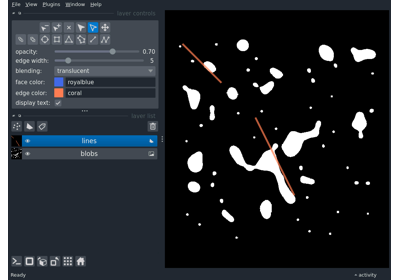 File View Plugins Window Help
layer controls
opacity: 0.70
edge width: 5
blending: translucent
face color: royalblue
edge color: coral
display text:
layer list
lines
blobs
Ready activity